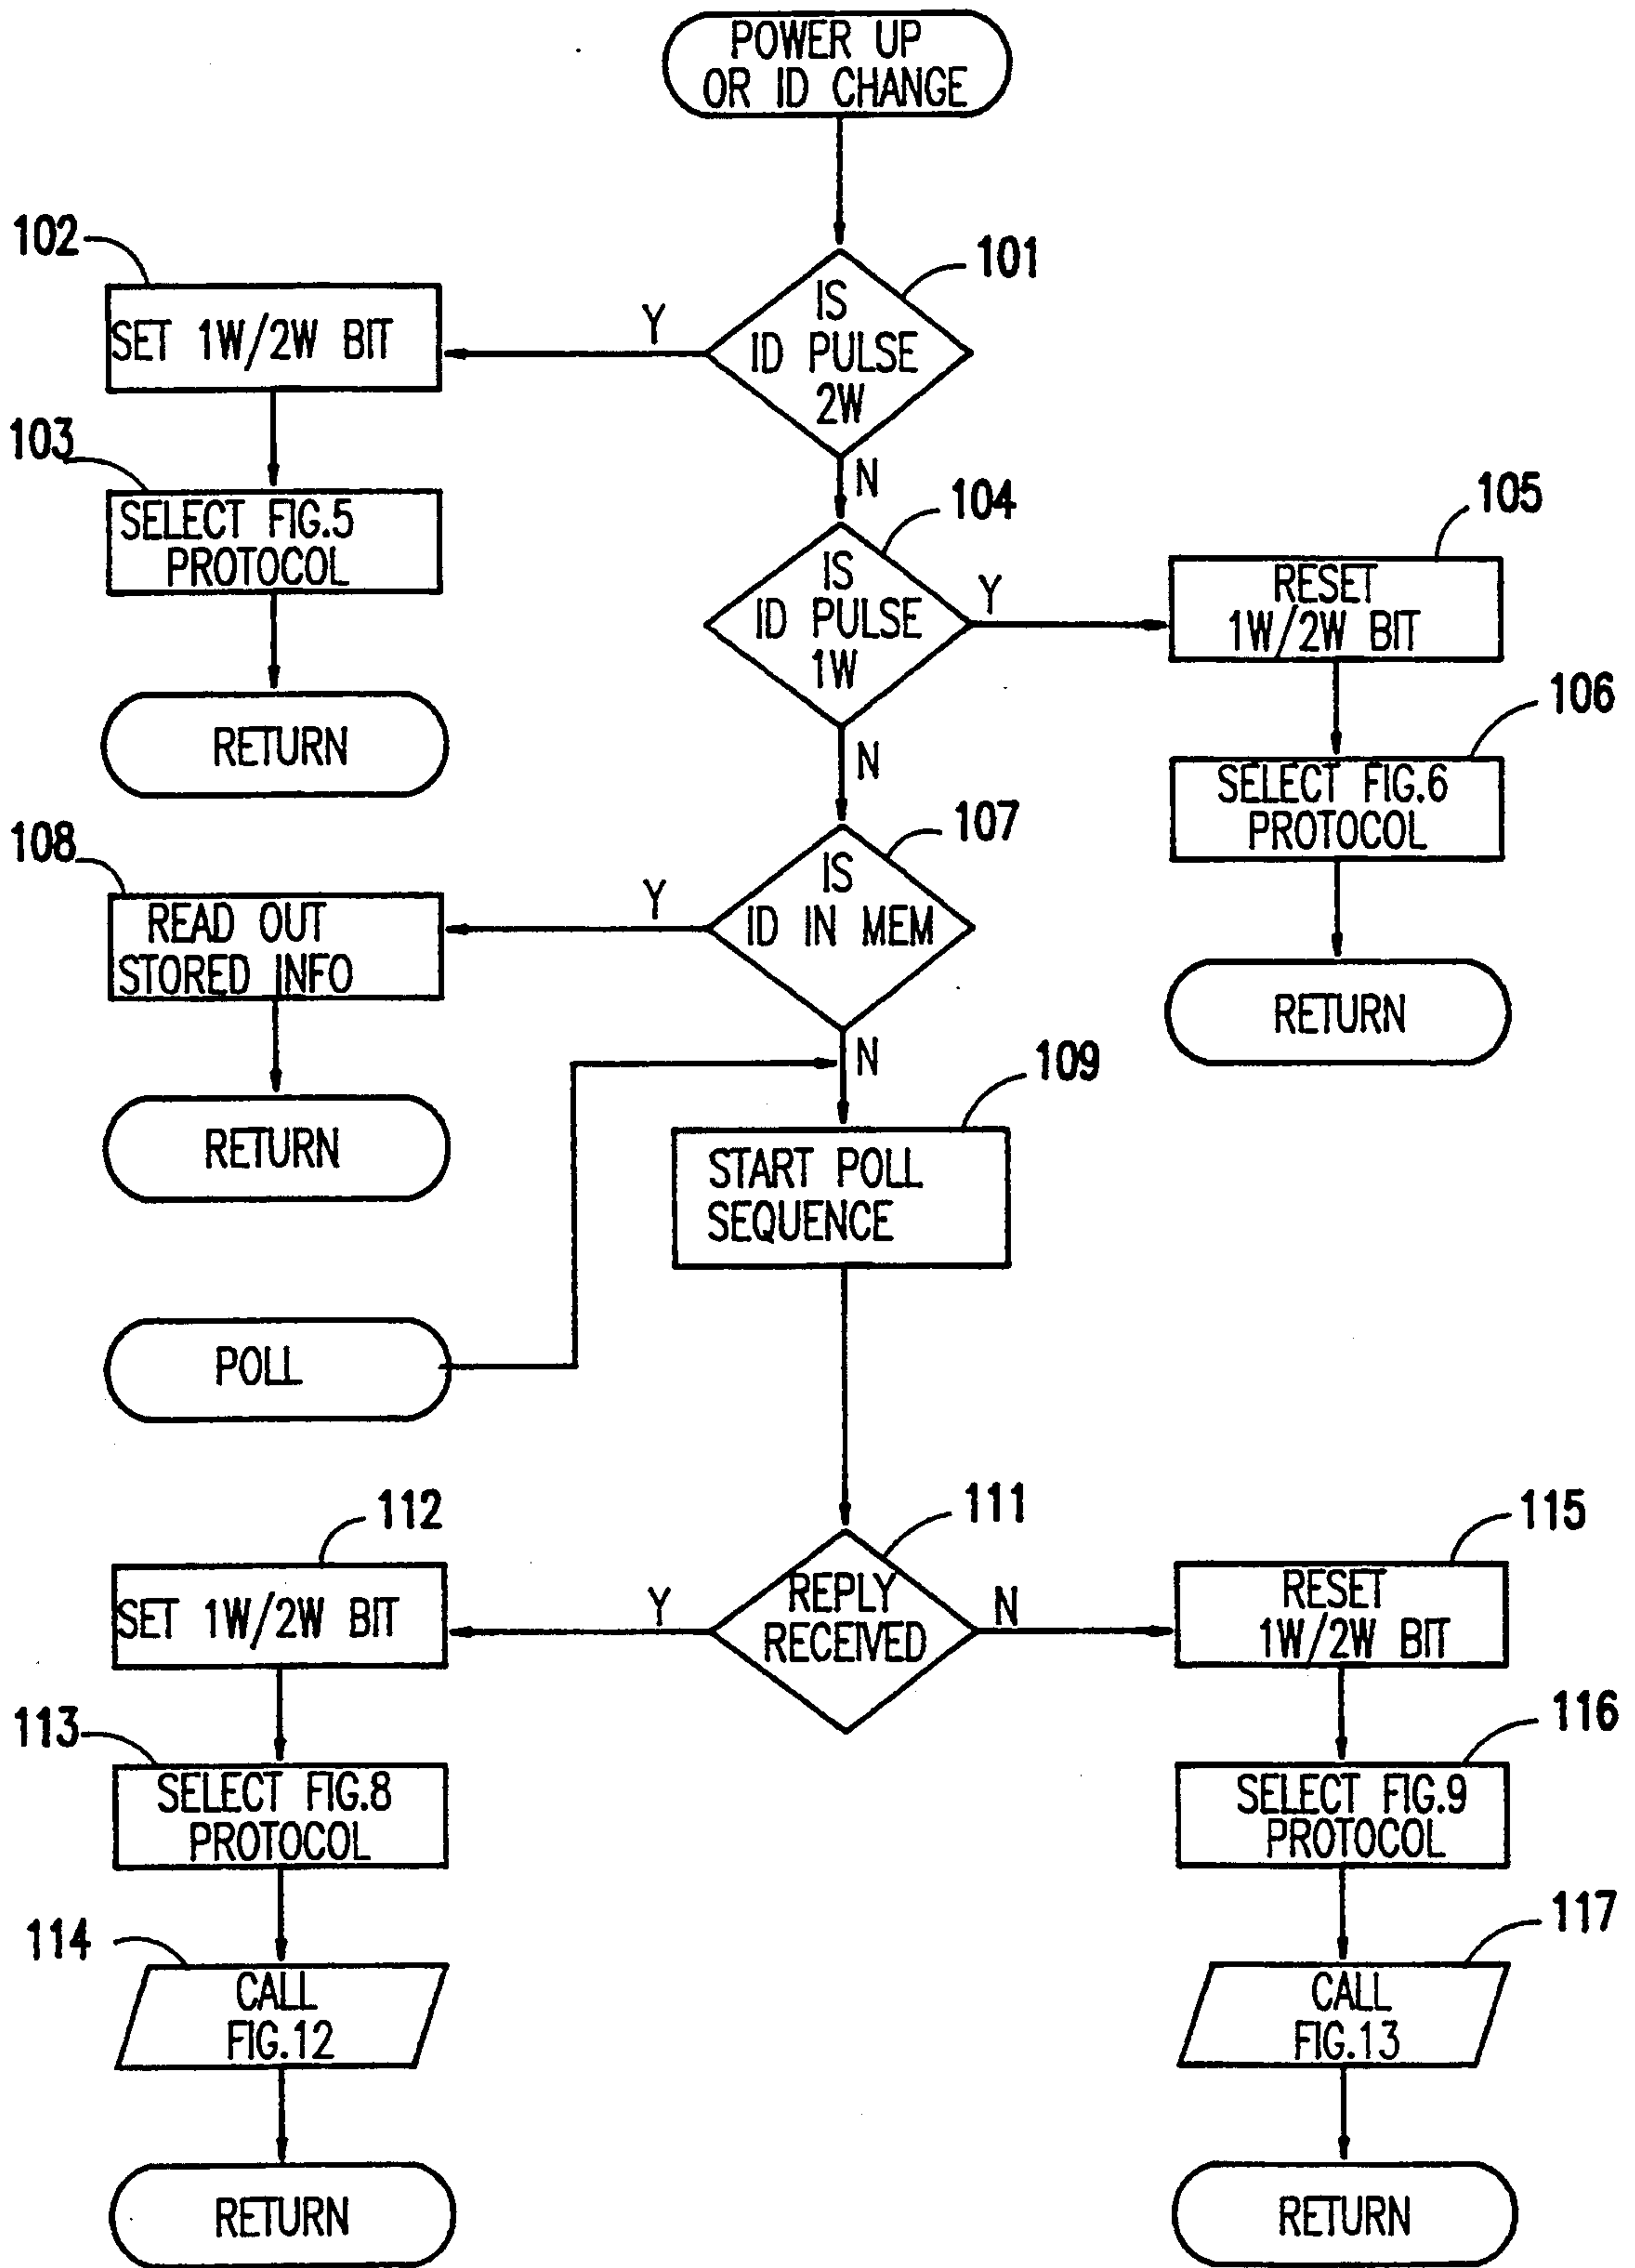 POWER UP
OR ID CHANGE
102
101
IS
ID PULSE
2W
Y
SET 1W/2W BIT
N
103
SELECT FIG.5
PROTOCOL
104
105
IS
ID PULSE
1W
Y
RESET
1W/2W BIT
RETURN
N
106
SELECT FIG.6
PROTOCOL
108
107
IS
ID IN MEM
Y
READ OUT
STORED INFO
RETURN
N
109
RETURN
START POLL
SEQUENCE
POLL
112
111
115
SET 1W/2W BIT
Y
REPLY
RECEIVED
N
RESET
1W/2W BIT
113
116
SELECT FIG.8
PROTOCOL
SELECT FIG.9
PROTOCOL
114
117
CALL
FIG.12
CALL
FIG.13
RETURN
RETURN